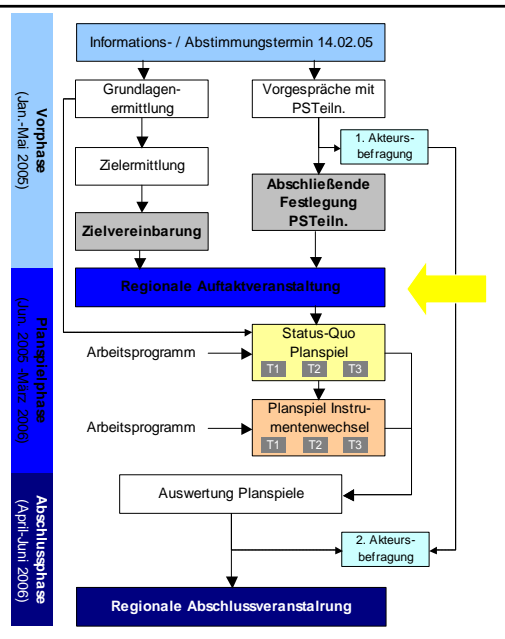 Informations- / Abstimmungstermin 14.02.05
Grundlagen-
ermittlung
Vorgespräche mit
PSTeiln.
1. Akteurs-
befragung
Zielermittlung
Abschließende
Festlegung
PSTeiln.
Zielvereinbarung
Vorphase
(Jan.-Mai 2005)
Regionale Auftaktveranstaltung
Status-Quo
Planspiel
T1 T2 T3
Arbeitsprogramm
Planspiel Instru-
mentenwechsel
T1 T2 T3
Arbeitsprogramm
Planspielphase
(Jun. 2005 -März 2006)
Auswertung Planspiele
2. Akteurs-
befragung
Regionale Abschlussveranstalrung
Abschlussphase
(April-Juni 2006)